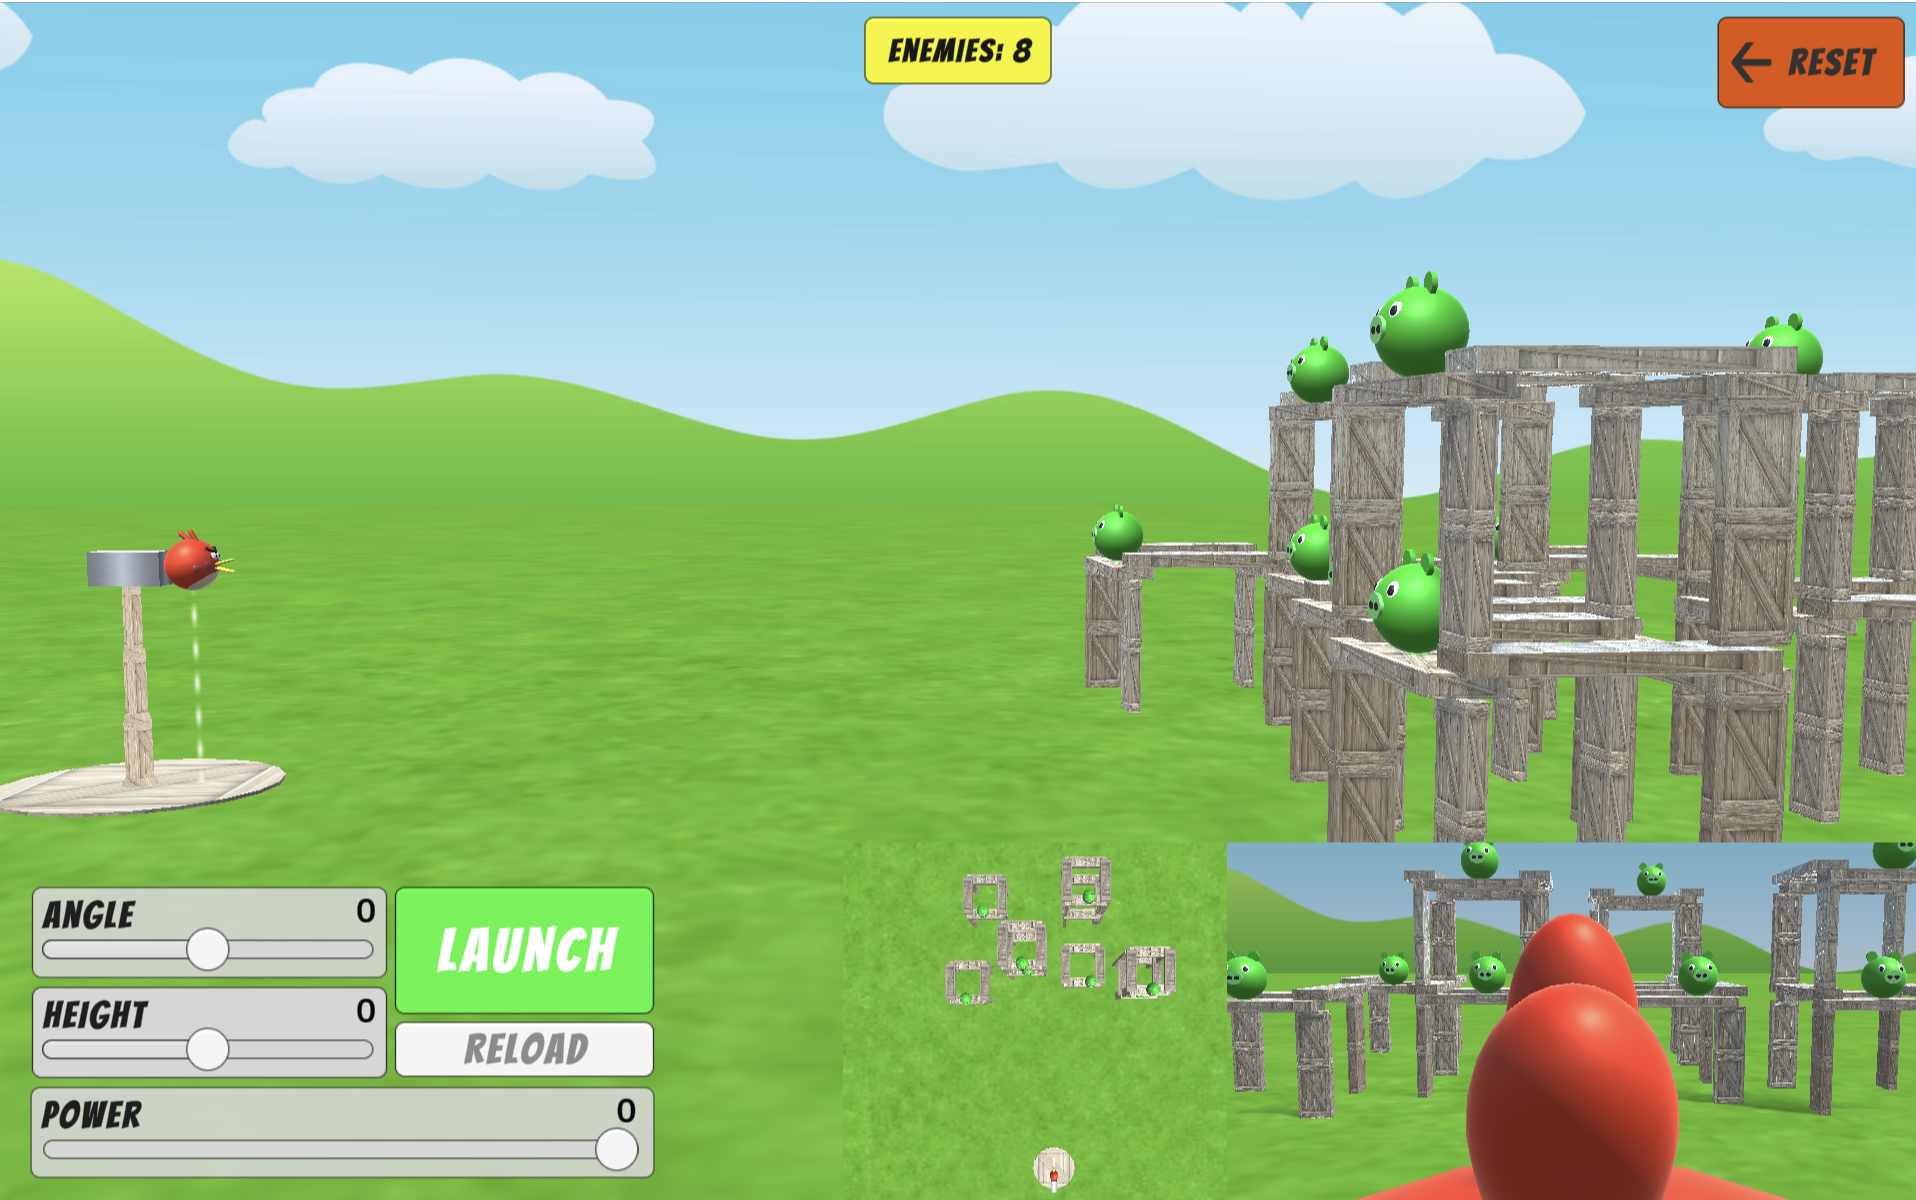 ENEMIES: 8
← RESET
ANGLE 0
LAUNCH
HEIGHT 0
RELOAD
POWER 0